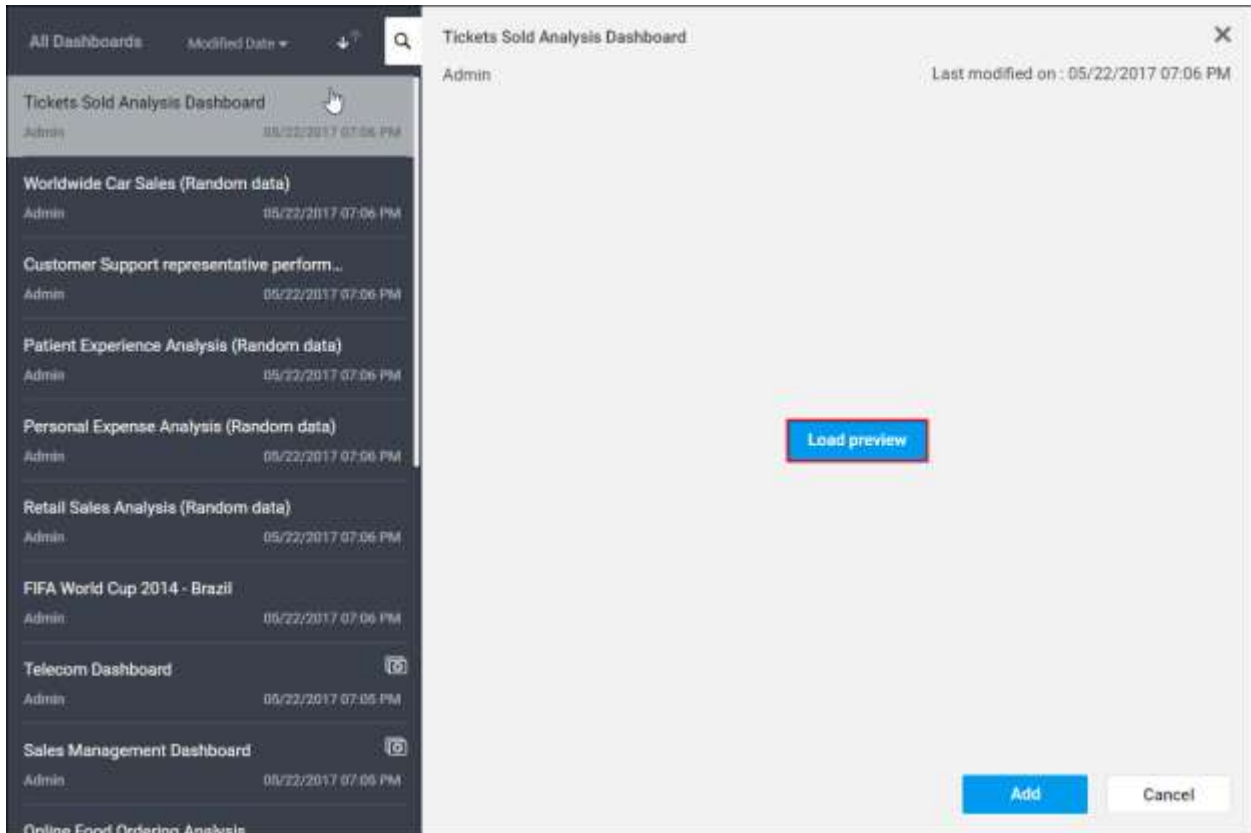 All Dashboards Modified Date
Tickets Sold Analysis Dashboard
Admin 05/22/2017 07:06 PM
Worldwide Car Sales (Random data)
Admin 05/22/2017 07:06 PM
Customer Support representative perform...
Admin 05/22/2017 07:06 PM
Patient Experience Analysis (Random data)
Admin 05/22/2017 07:06 PM
Personal Expense Analysis (Random data)
Admin 05/22/2017 07:06 PM
Retail Sales Analysis (Random data)
Admin 05/22/2017 07:06 PM
FIFA World Cup 2014 - Brazil
Admin 05/22/2017 07:06 PM
Telecom Dashboard
Admin 05/22/2017 07:05 PM
Sales Management Dashboard
Admin 05/22/2017 07:05 PM
Online Food Ordering Analysis
Tickets Sold Analysis Dashboard
Admin Last modified on : 05/22/2017 07:06 PM
Load preview
Add Cancel